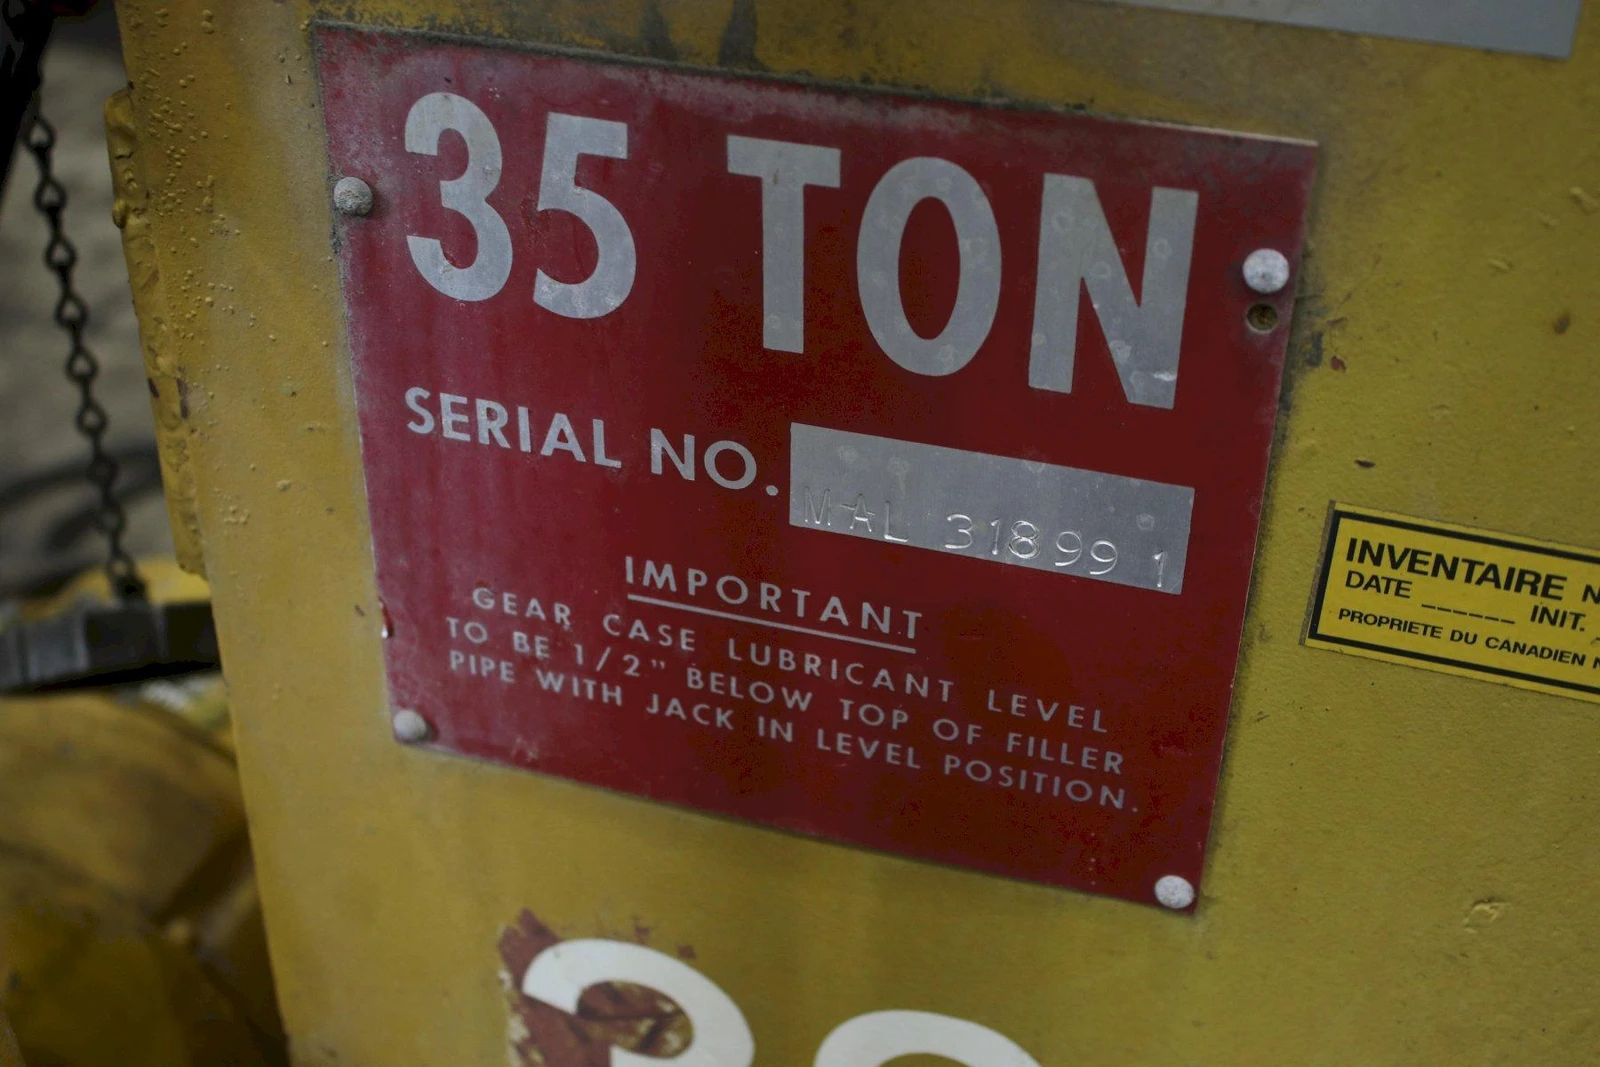 35 TON
SERIAL NO. MAL 31899 1
IMPORTANT
GEAR CASE LUBRICANT LEVEL
TO BE 1/2" BELOW TOP OF FILLER
PIPE WITH JACK IN LEVEL POSITION.
INVENTAIRE
DATE ______ INIT.
PROPRIETE DU CANADIEN